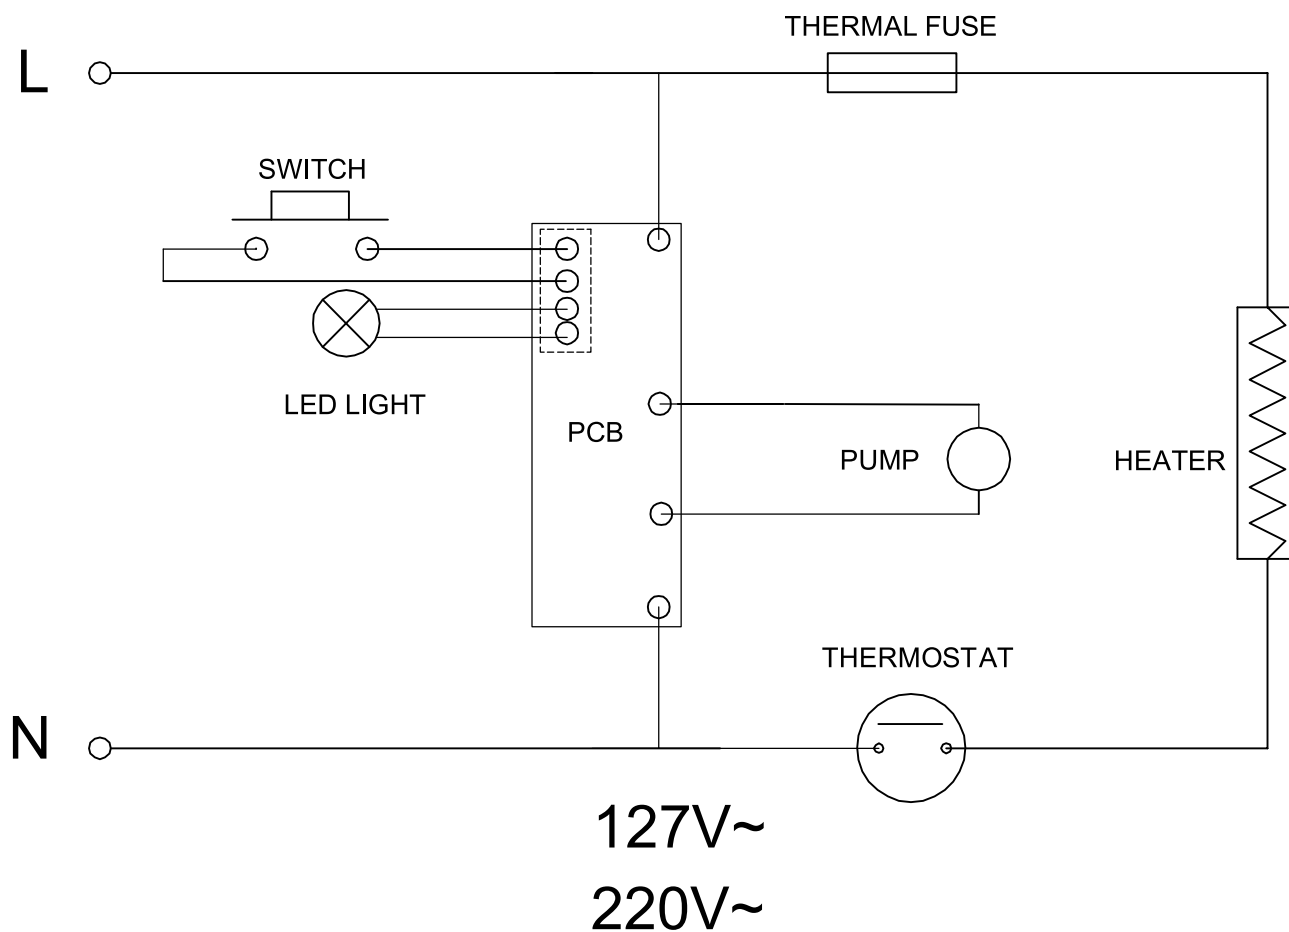 THERMAL FUSE
L
SWITCH
LED LIGHT
PCB
PUMP
HEATER
THERMOSTAT
N
127V~
220V~